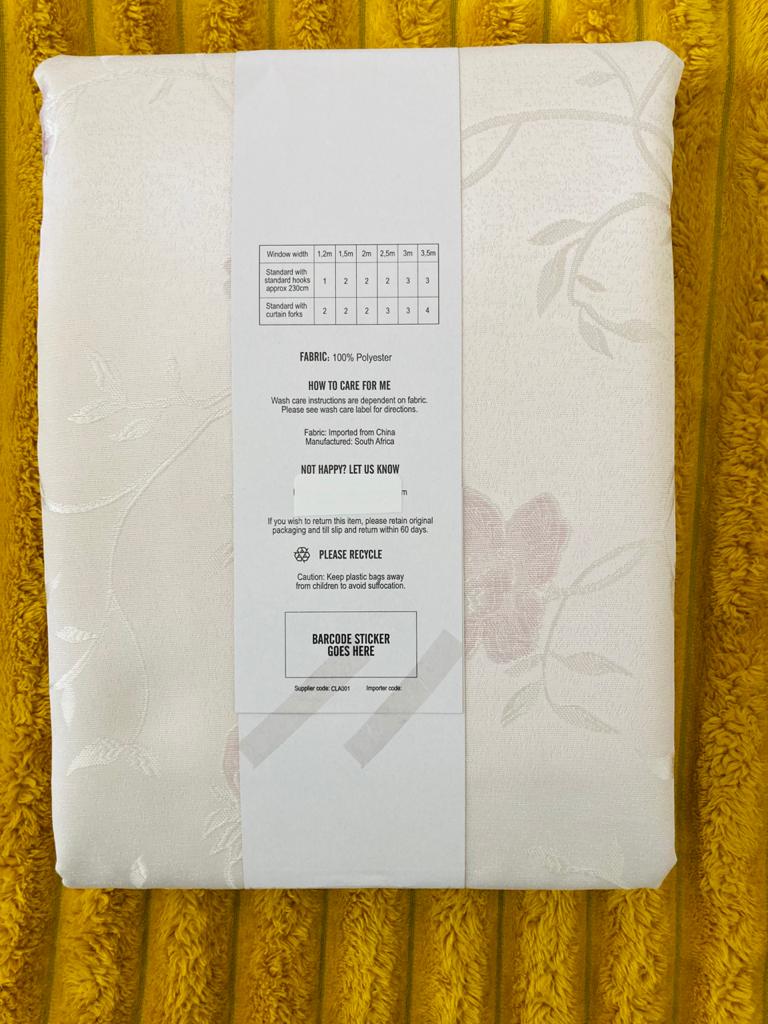 Window width 1,2m 1,5m 2m 2,5m 3m 3,5m
Standard with
standard hooks 1 2 2 2 3 3
approx 230cm
Standard with 2 2 2 3 3 4
curtain forks
FABRIC: 100% Polyester
HOW TO CARE FOR ME
Wash care instructions are dependent on fabric.
Please see wash care label for directions.
Fabric: Imported from China
Manufactured: South Africa
NOT HAPPY? LET US KNOW
If you wish to return this item, please retain original
packaging and till slip and return within 60 days.
PLEASE RECYCLE
Caution: Keep plastic bags away
from children to avoid suffocation.
BARCODE STICKER
GOES HERE
Supplier code: CLA001 Importer code: